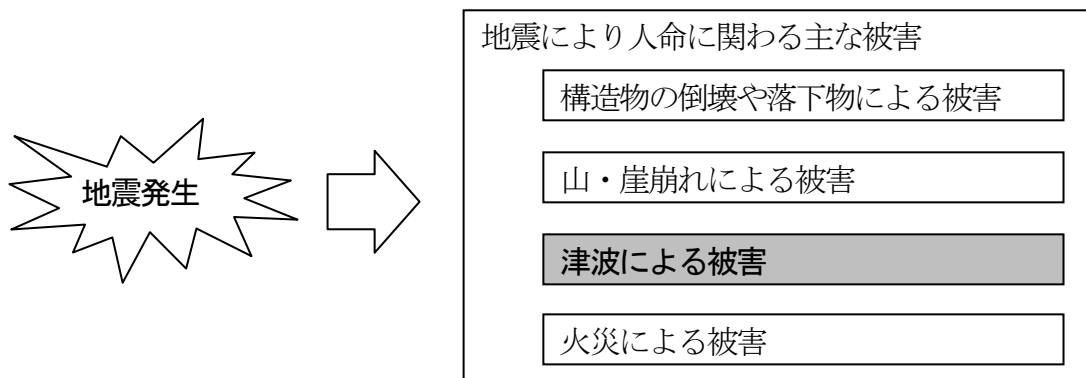 地震により人命に関わる主な被害
構造物の倒壊や落下物による被害
地震発生
山・崖崩れによる被害
津波による被害
火災による被害